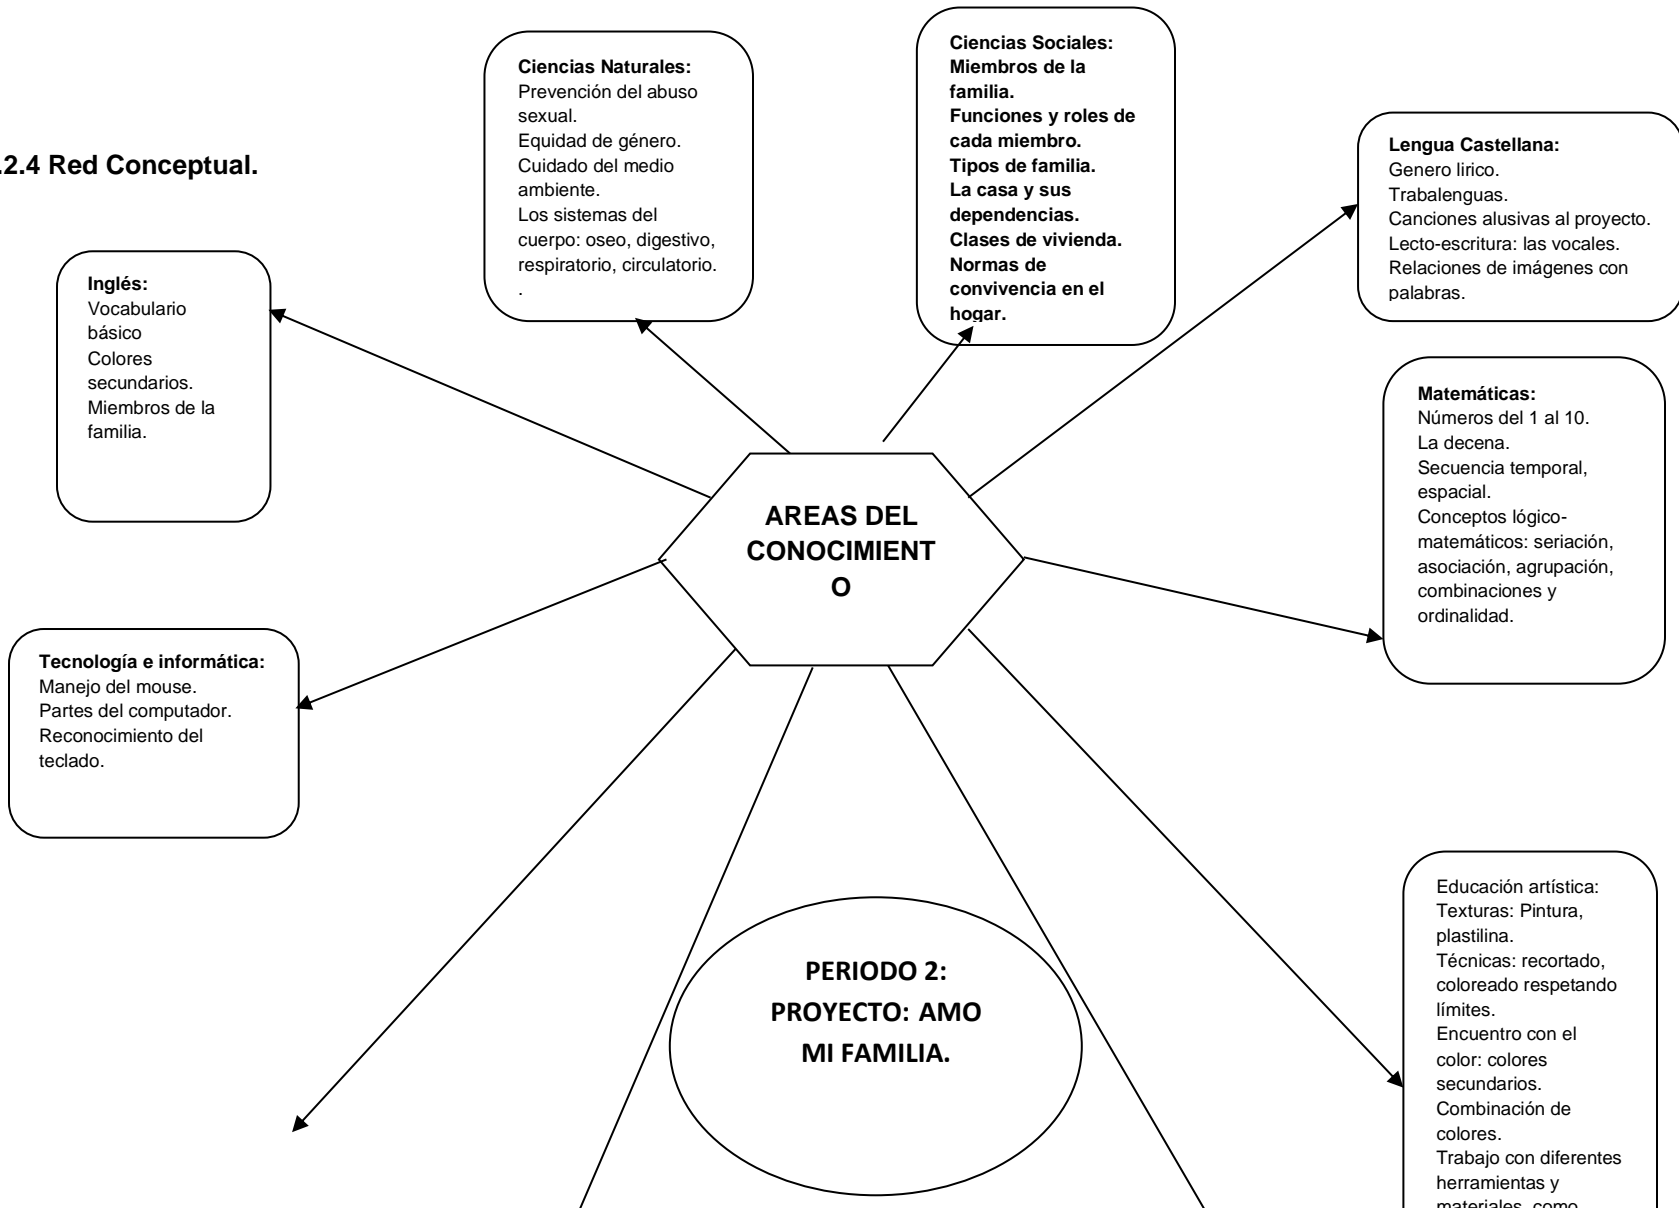 .2.4 Red Conceptual.
Ciencias Naturales:
Prevención del abuso
sexual.
Equidad de género.
Cuidado del medio
ambiente.
Los sistemas del
cuerpo: oseo, digestivo,
respiratorio, circulatorio.
.
Ciencias Sociales:
Miembros de la
familia.
Funciones y roles de
cada miembro.
Tipos de familia.
La casa y sus
dependencias.
Clases de vivienda.
Normas de
convivencia en el
hogar.
Lengua Castellana:
Genero lirico.
Trabalenguas.
Canciones alusivas al proyecto.
Lecto-escritura: las vocales.
Relaciones de imágenes con
palabras.
Inglés:
Vocabulario
básico
Colores
secundarios.
Miembros de la
familia.
Matemáticas:
Números del 1 al 10.
La decena.
Secuencia temporal,
espacial.
Conceptos lógico-
matemáticos: seriación,
asociación, agrupación,
combinaciones y
ordinalidad.
AREAS DEL
CONOCIMIENT
O
Tecnología e informática:
Manejo del mouse.
Partes del computador.
Reconocimiento del
teclado.
PERIODO 2:
PROYECTO: AMO
MI FAMILIA.
Educación artística:
Texturas: Pintura,
plastilina.
Técnicas: recortado,
coloreado respetando
límites.
Encuentro con el
color: colores
secundarios.
Combinación de
colores.
Trabajo con diferentes
herramientas y
materiales, como